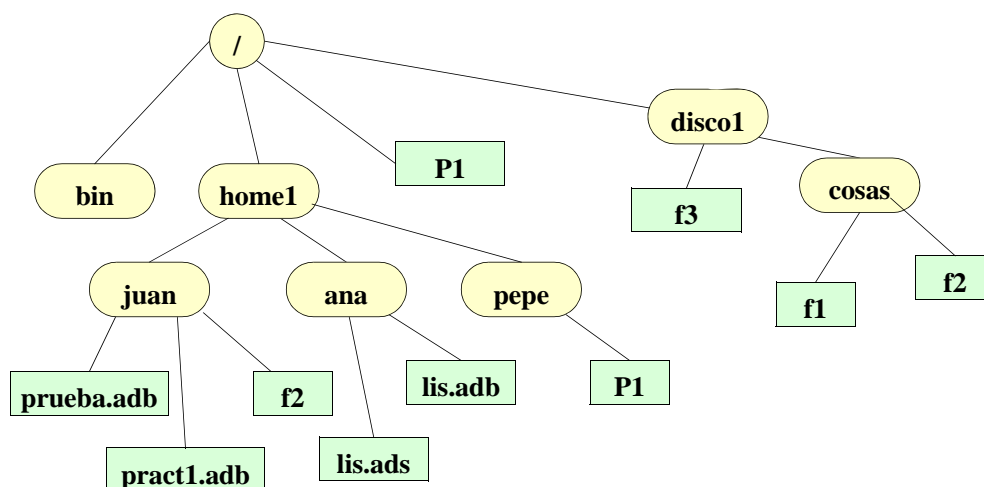 /
disco1
P1
bin
home1
cosas
f3
juan
ana
pepe
f1
f2
prueba.adb
f2
lis.adb
P1
pract1.adb
lis.ads